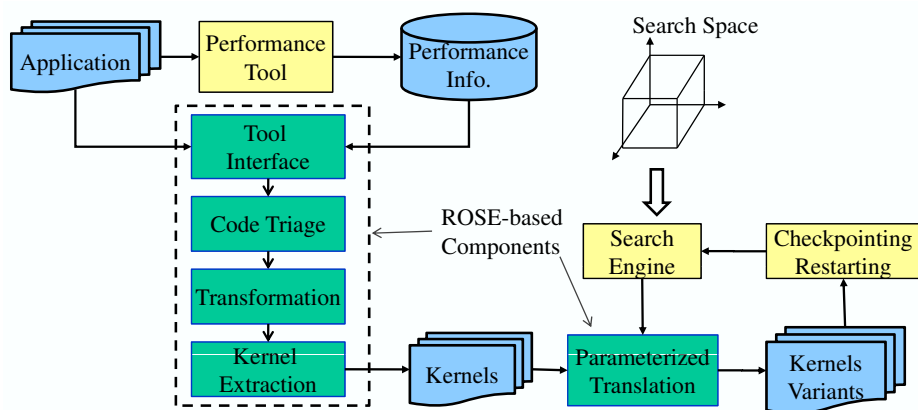 Search Space
Application
Performance
Tool
Performance
Info.
Tool
Interface
Code Triage
ROSE-based
Components
Search
Engine
Checkpointing
Restarting
Transformation
Kernel
Extraction
Kernels
Parameterized
Translation
Kernels
Variants